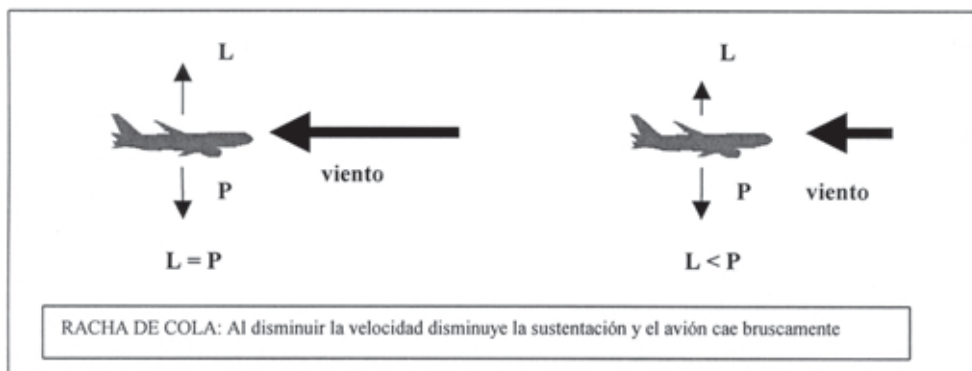 L
L
viento
viento
P
P
L = P
L < P
RACHA DE COLA: Al disminuir la velocidad disminuye la sustentación y el avión cae bruscamente